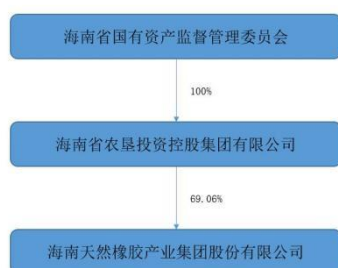 海南省国有资产监督管理委员会
100%
海南省农垦投资控股集团有限公司
69.06%
海南天然橡胶产业集团股份有限公司